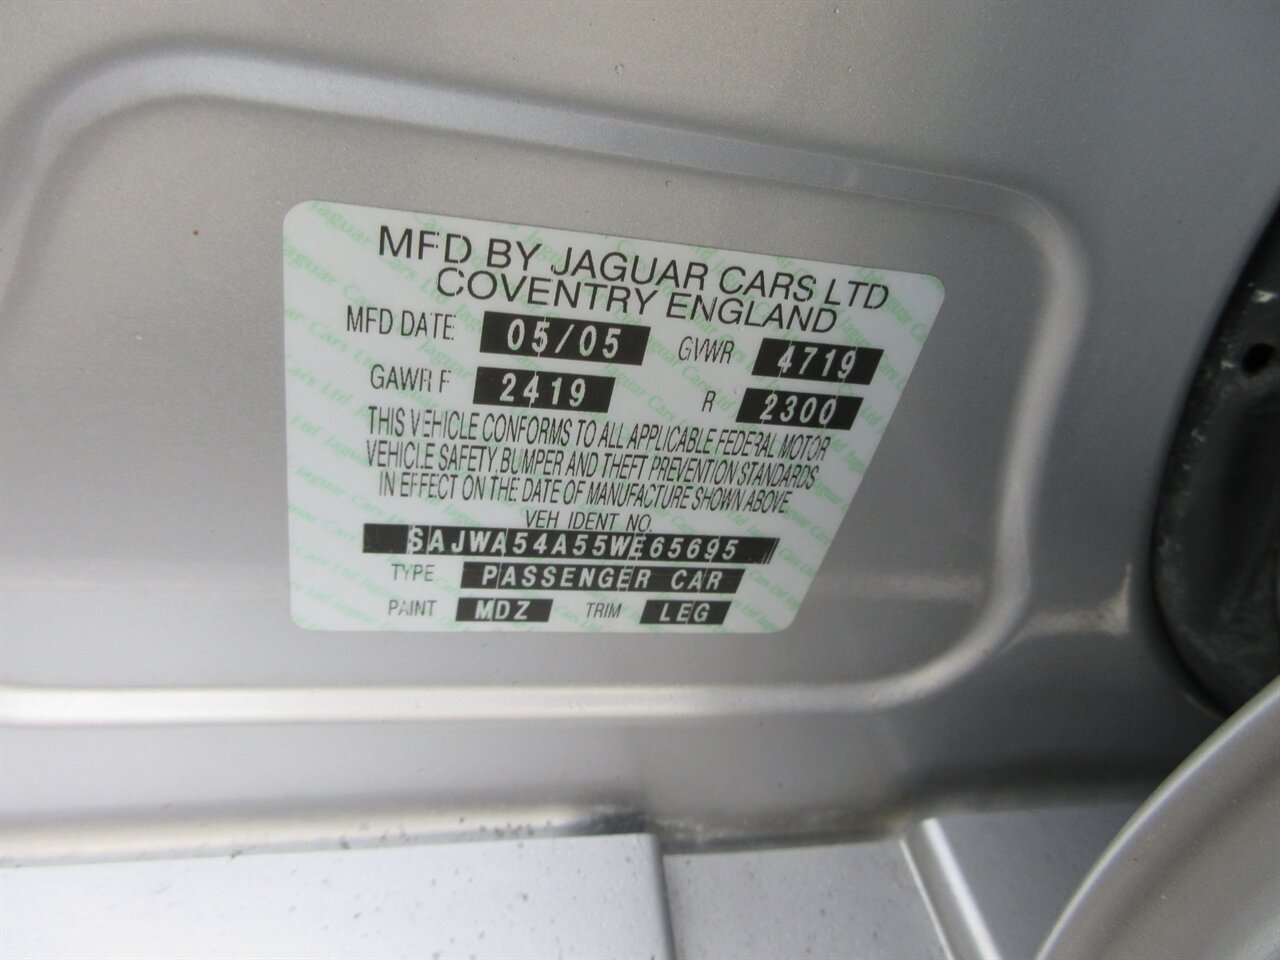 MFD BY JAGUAR CARS LTD
COVENTRY ENGLAND
MFD DATE 05/05 GVWR 4719
GAWR F 2419 R 2300
THIS VEHICLE CONFORMS TO ALL APPLICABLE FEDERAL MOTOR
VEHICLE SAFETY, BUMPER AND THEFT PREVENTION STANDARDS
IN EFFECT ON THE DATE OF MANUFACTURE SHOWN ABOVE
VEH IDENT NO.
SAJWA54A55WE65695
TYPE PASSENGER CAR
PAINT MDZ TRIM LEG